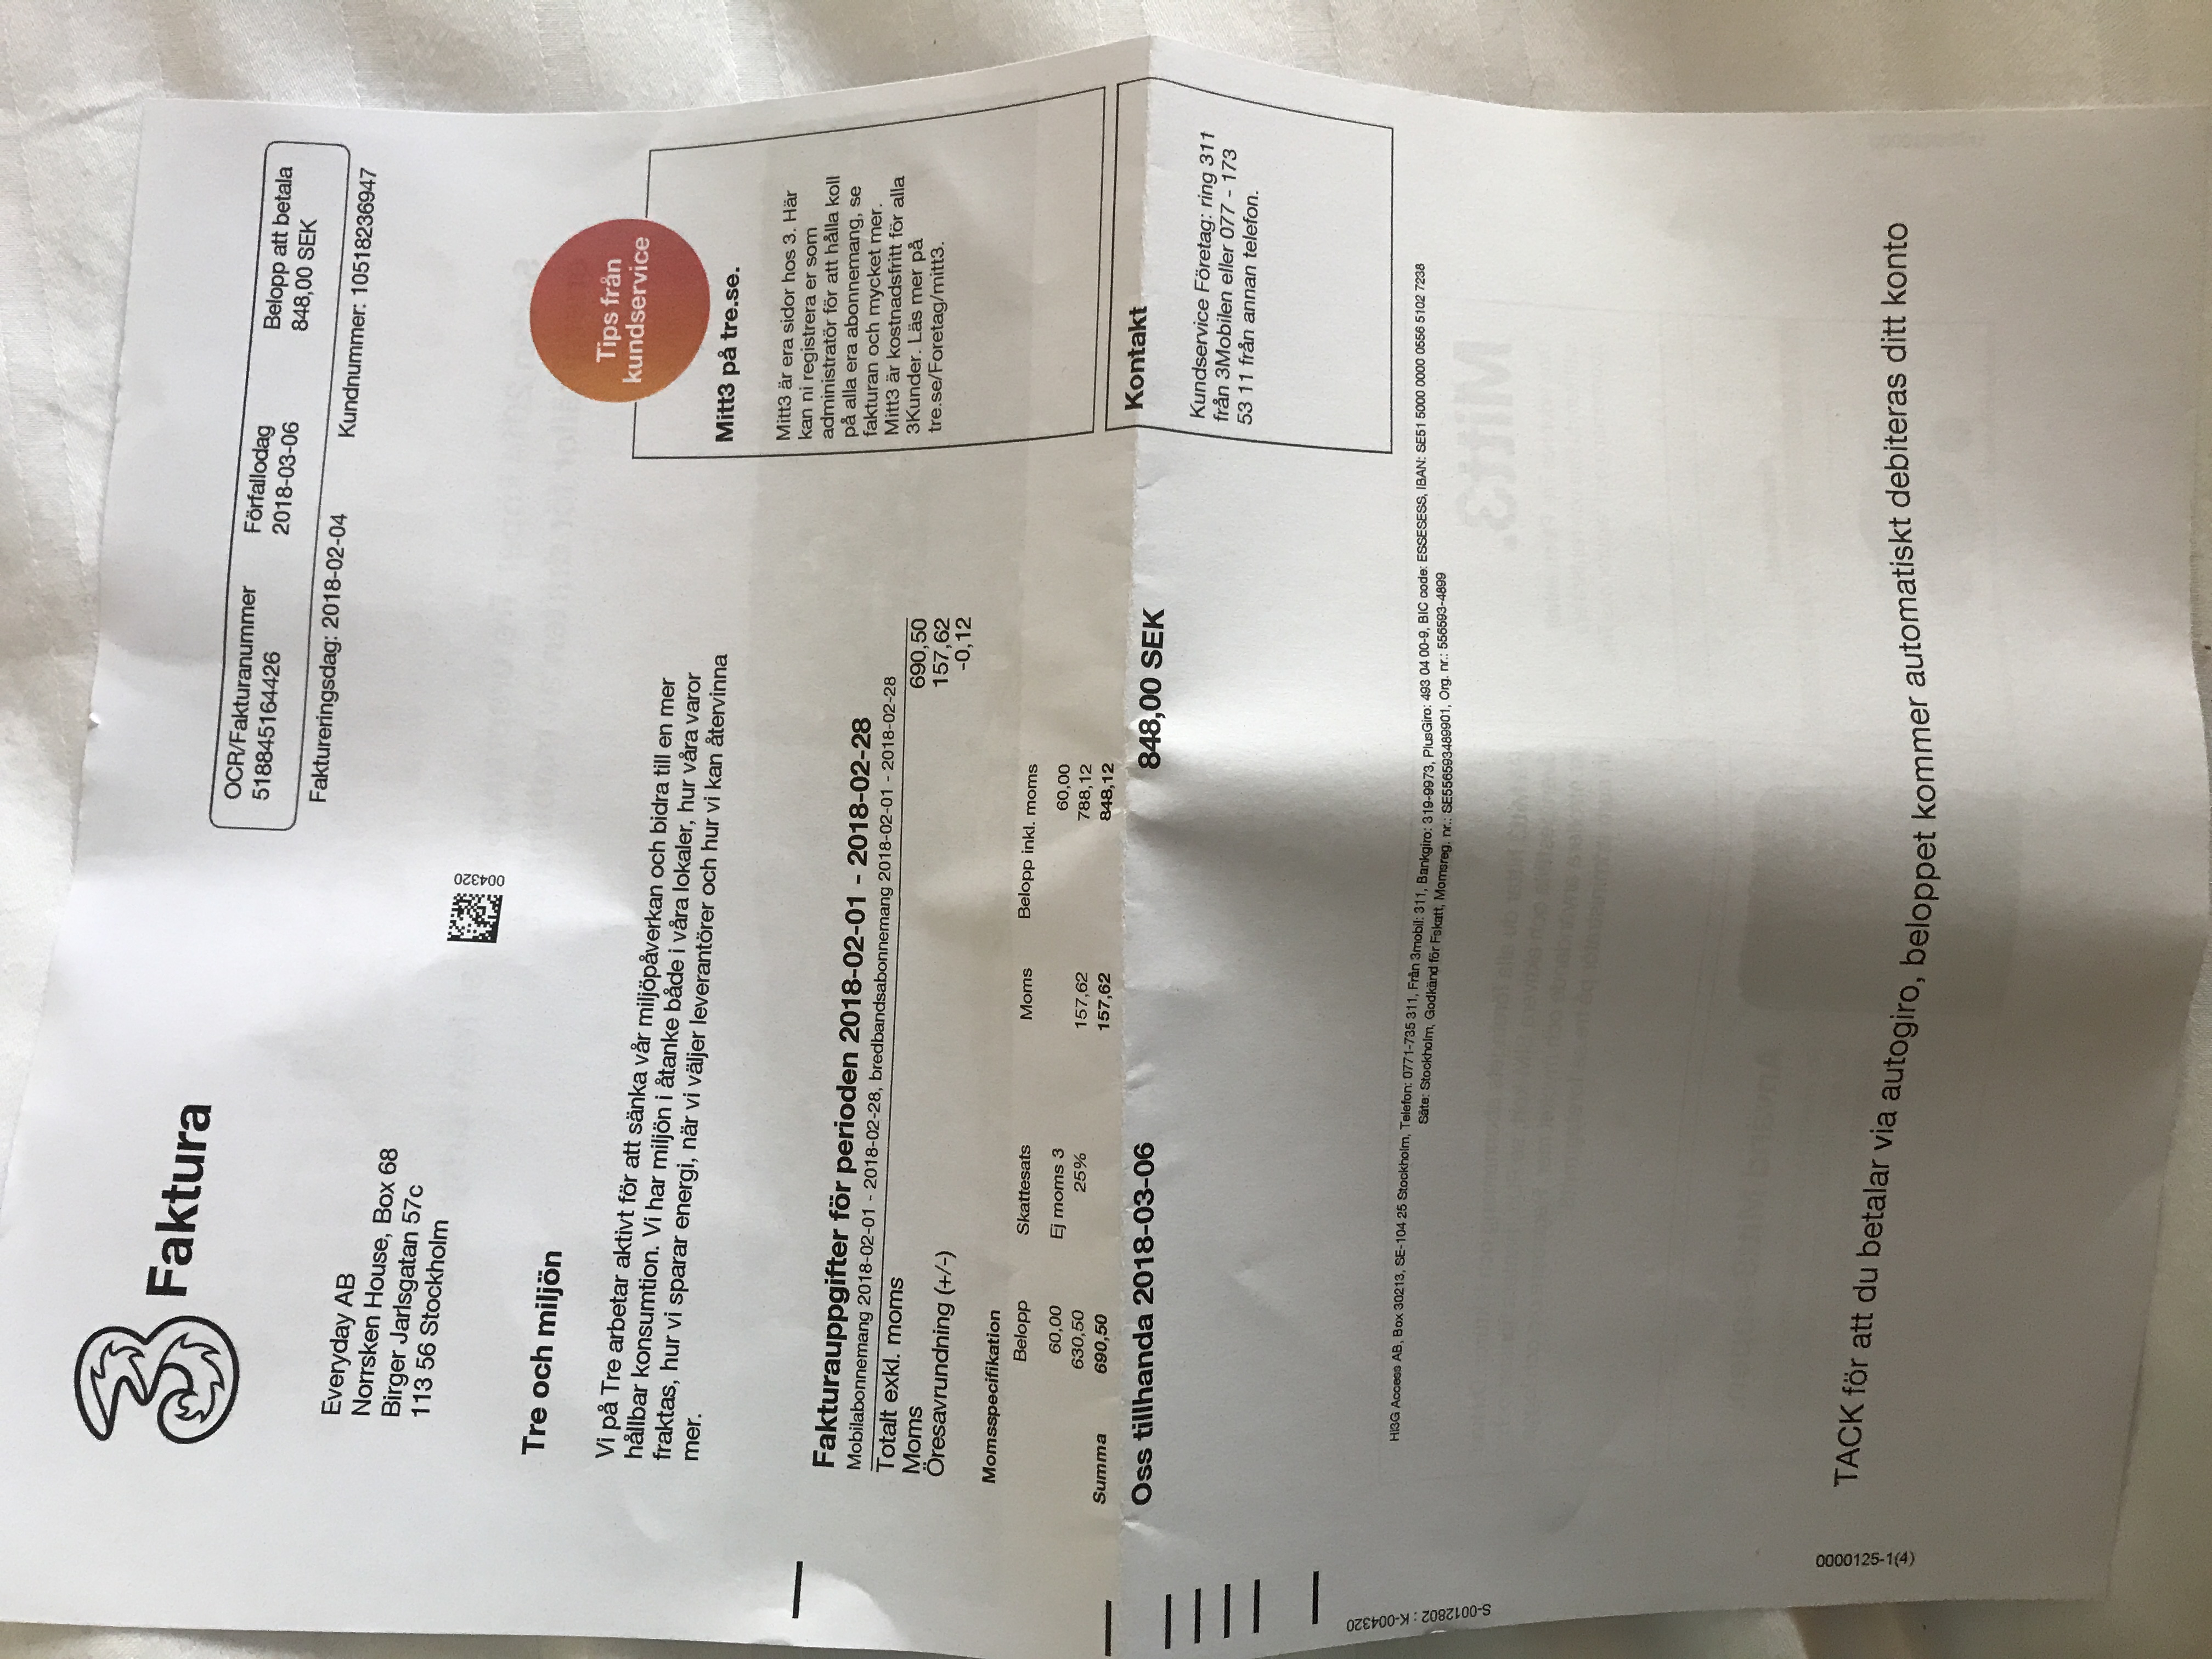 3 Faktura
OCR/Fakturanummer Förfallodag Belopp att betala
518845164426 2018-03-06 848,00 SEK
Faktureringsdag: 2018-02-04 Kundnummer: 10518236947
Everyday AB
Norrsken House, Box 68
Birger Jarlsgatan 57c
113 56 Stockholm
004320
Tre och miljön
Vi på Tre arbetar aktivt för att sänka vår miljöpåverkan och bidra till en mer
hållbar konsumtion. Vi har miljön i åtanke både i våra lokaler, hur våra varor
fraktas, hur vi sparar energi, när vi väljer leverantörer och hur vi kan återvinna
mer.
Tips från
kundservice
Mitt3 på tre.se.
Mitt3 är era sidor hos 3. Här
kan ni registrera er som
administratör för att hålla koll
på alla era abonnemang, se
fakturan och mycket mer.
Mitt3 är kostnadsfritt för alla
3Kunder. Läs mer på
tre.se/Foretag/mitt3.
Fakturauppgifter för perioden 2018-02-01 - 2018-02-28
Mobilabonnemang 2018-02-01 - 2018-02-28, bredbandsabonnemang 2018-02-01 - 2018-02-28
Totalt exkl. moms 690,50
Moms 157,62
Öresavrundning (+/-) -0,12
Momsspecifikation
Belopp Skattesats Moms Belopp inkl. moms
60,00 Ej moms 3 60,00
630,50 25% 157,62 788,12
Summa 690,50 157,62 848,12
Oss tillhanda 2018-03-06 848,00 SEK
Kontakt
Kundservice Företag: ring 311
från 3Mobilen eller 077 - 173
53 11 från annan telefon.
HI3G Access AB, Box 30213, SE-104 25 Stockholm, Telefon: 0771-735 311, Från 3mobil: 311, Bankgiro: 319-9973, PlusGiro: 493 04 00-9, BIC code: ESSESESS, IBAN: SE51 5000 0000 0556 5102 7238
Säte: Stockholm, Godkänd för Fskatt, Momsreg. nr.: SE556593489901, Org. nr.: 556593-4899
S-0012802 : K-004320
0000125-1(4)
TACK för att du betalar via autogiro, beloppet kommer automatiskt debiteras ditt konto